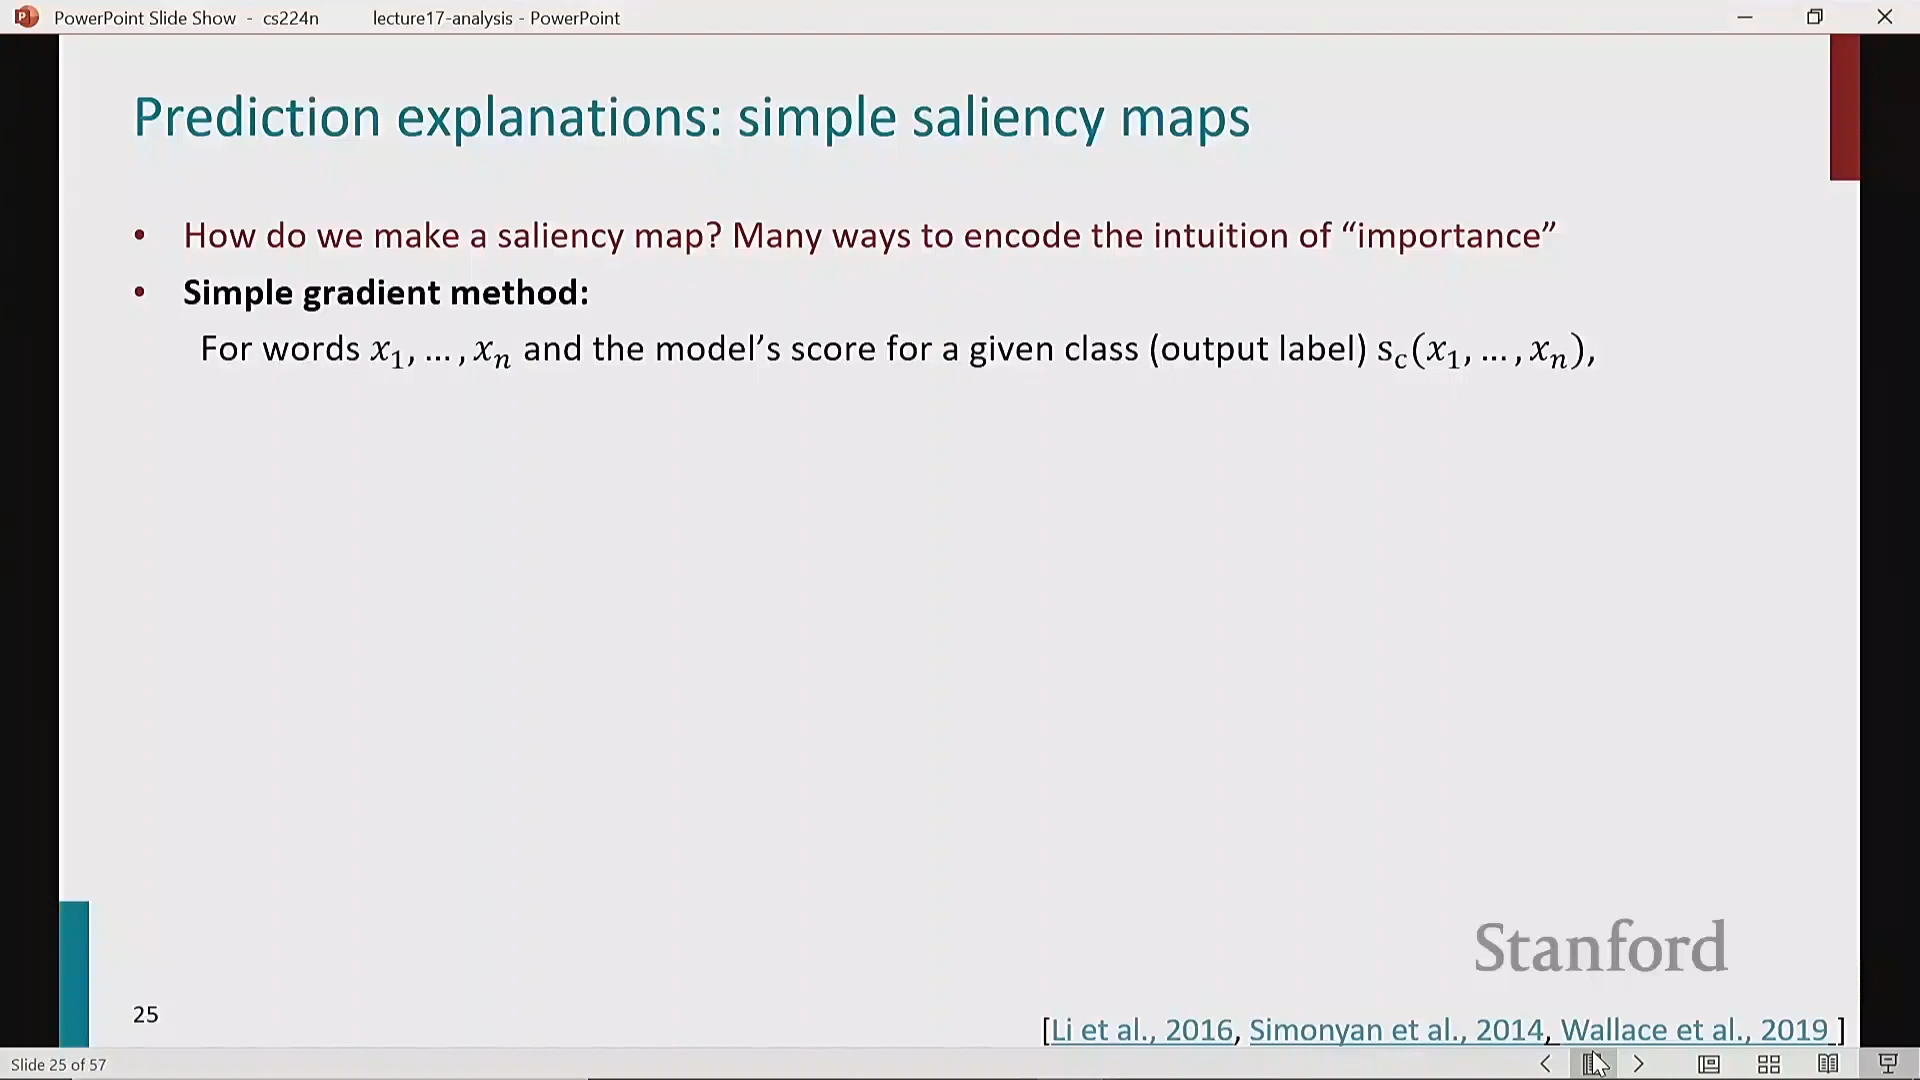 PowerPoint Slide Show - cs224n lecture17-analysis - PowerPoint
Prediction explanations: simple saliency maps
• How do we make a saliency map? Many ways to encode the intuition of “importance”
• Simple gradient method:
For words x₁, … , xₙ and the model’s score for a given class (output label) s_c(x₁, … , xₙ),
Stanford
25
[Li et al., 2016, Simonyan et al., 2014, Wallace et al., 2019 ]
Slide 25 of 57